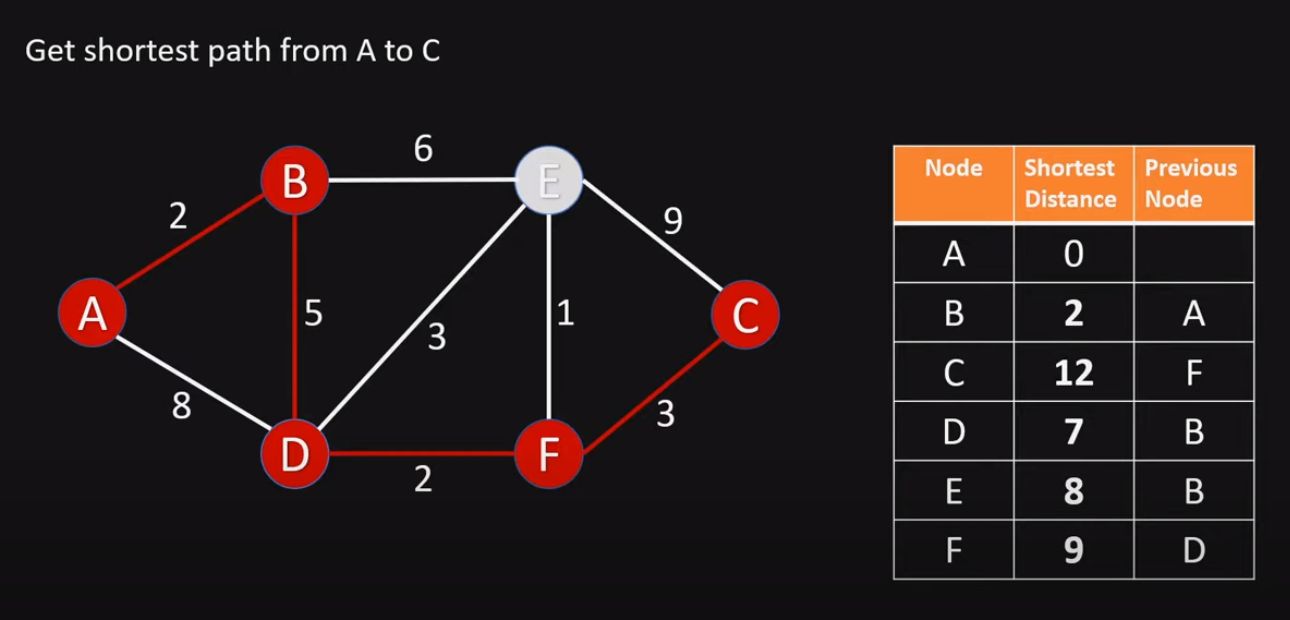 Get shortest path from A to C
6
B
E
2
9
A
5
3
1
C
8
3
D
F
2
Node Shortest Distance Previous Node
A 0
B 2 A
C 12 F
D 7 B
E 8 B
F 9 D